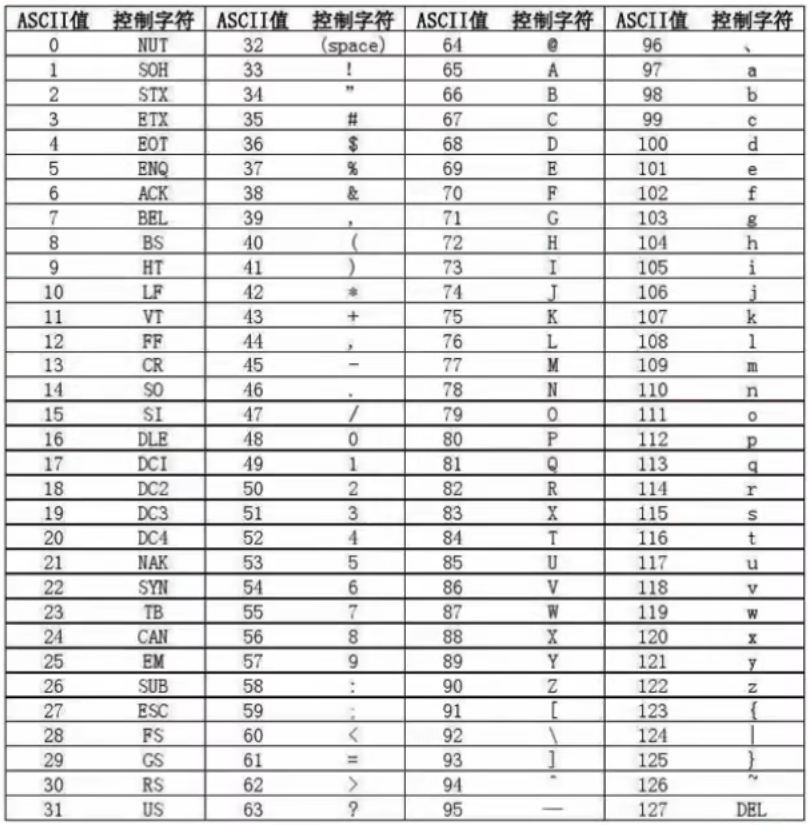 ASCII值 控制字符 ASCII值 控制字符 ASCII值 控制字符 ASCII值 控制字符
0 NUT 32 (space) 64 @ 96 、
1 SOH 33 ! 65 A 97 a
2 STX 34 ” 66 B 98 b
3 ETX 35 # 67 C 99 c
4 EOT 36 $ 68 D 100 d
5 ENQ 37 % 69 E 101 e
6 ACK 38 & 70 F 102 f
7 BEL 39 , 71 G 103 g
8 BS 40 ( 72 H 104 h
9 HT 41 ) 73 I 105 i
10 LF 42 * 74 J 106 j
11 VT 43 + 75 K 107 k
12 FF 44 , 76 L 108 l
13 CR 45 - 77 M 109 m
14 SO 46 . 78 N 110 n
15 SI 47 / 79 O 111 o
16 DLE 48 0 80 P 112 p
17 DCI 49 1 81 Q 113 q
18 DC2 50 2 82 R 114 r
19 DC3 51 3 83 X 115 s
20 DC4 52 4 84 T 116 t
21 NAK 53 5 85 U 117 u
22 SYN 54 6 86 V 118 v
23 TB 55 7 87 W 119 w
24 CAN 56 8 88 X 120 x
25 EM 57 9 89 Y 121 y
26 SUB 58 : 90 Z 122 z
27 ESC 59 ; 91 [ 123 {
28 FS 60 < 92 \ 124 |
29 GS 61 = 93 ] 125 }
30 RS 62 > 94 ^ 126 ~
31 US 63 ? 95 — 127 DEL